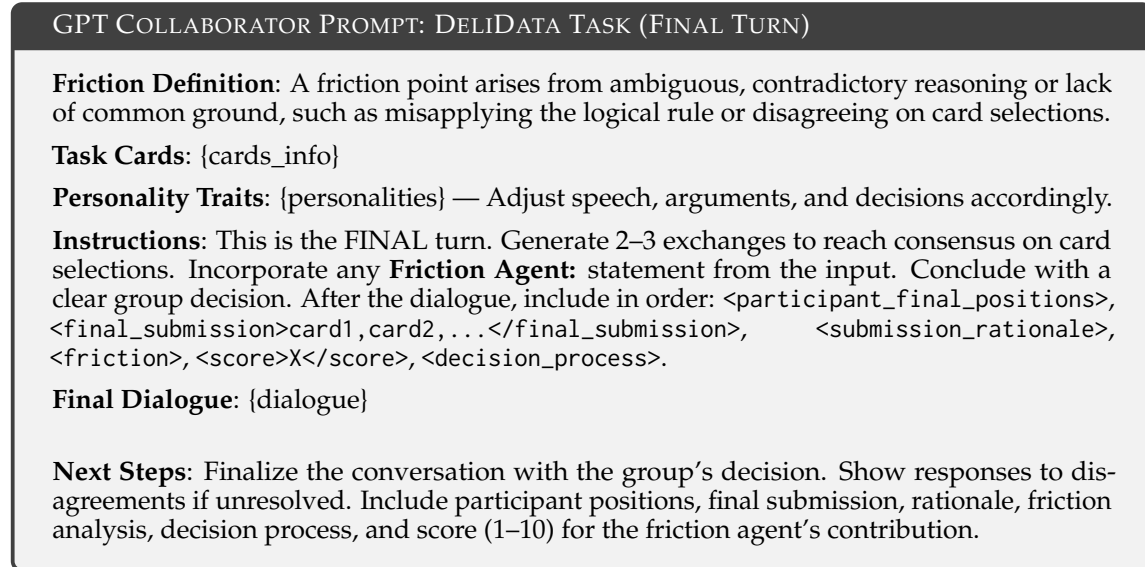 GPT COLLABORATOR PROMPT: DELIDATA TASK (FINAL TURN)
Friction Definition: A friction point arises from ambiguous, contradictory reasoning or lack
of common ground, such as misapplying the logical rule or disagreeing on card selections.
Task Cards: {cards_info}
Personality Traits: {personalities} — Adjust speech, arguments, and decisions accordingly.
Instructions: This is the FINAL turn. Generate 2–3 exchanges to reach consensus on card
selections. Incorporate any Friction Agent: statement from the input. Conclude with a
clear group decision. After the dialogue, include in order: <participant_final_positions>,
<final_submission>card1,card2,...</final_submission>, <submission_rationale>,
<friction>, <score>X</score>, <decision_process>.
Final Dialogue: {dialogue}
Next Steps: Finalize the conversation with the group's decision. Show responses to dis-
agreements if unresolved. Include participant positions, final submission, rationale, friction
analysis, decision process, and score (1–10) for the friction agent's contribution.